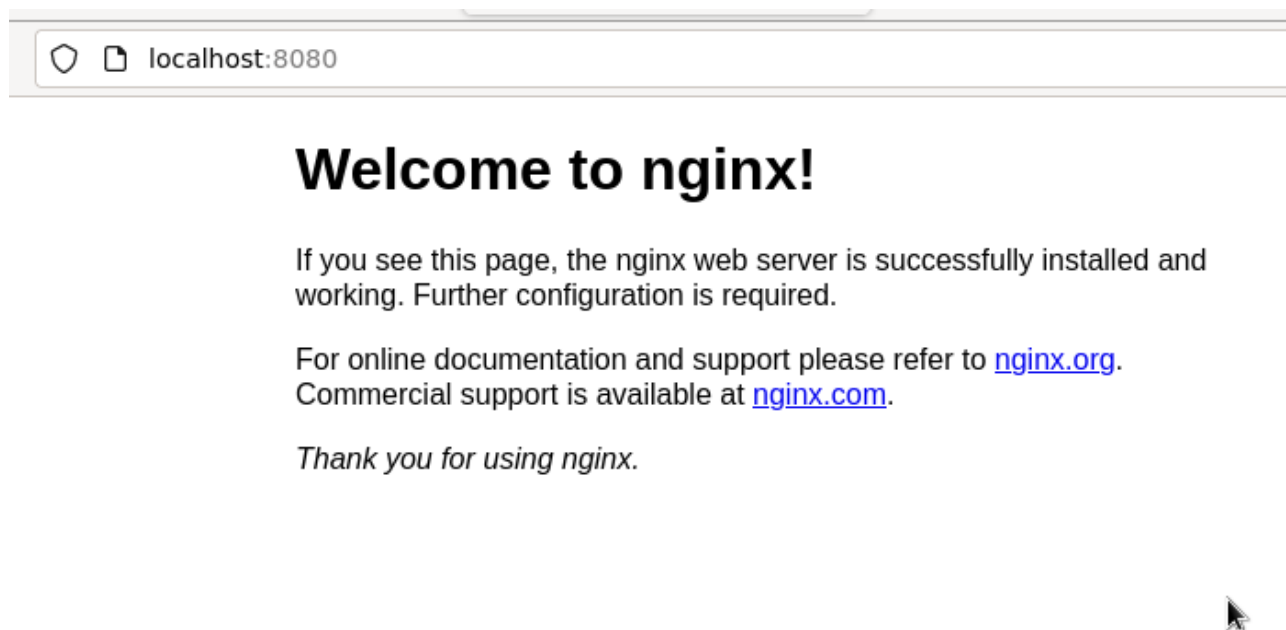 localhost:8080
Welcome to nginx!
If you see this page, the nginx web server is successfully installed and
working. Further configuration is required.
For online documentation and support please refer to nginx.org.
Commercial support is available at nginx.com.
Thank you for using nginx.